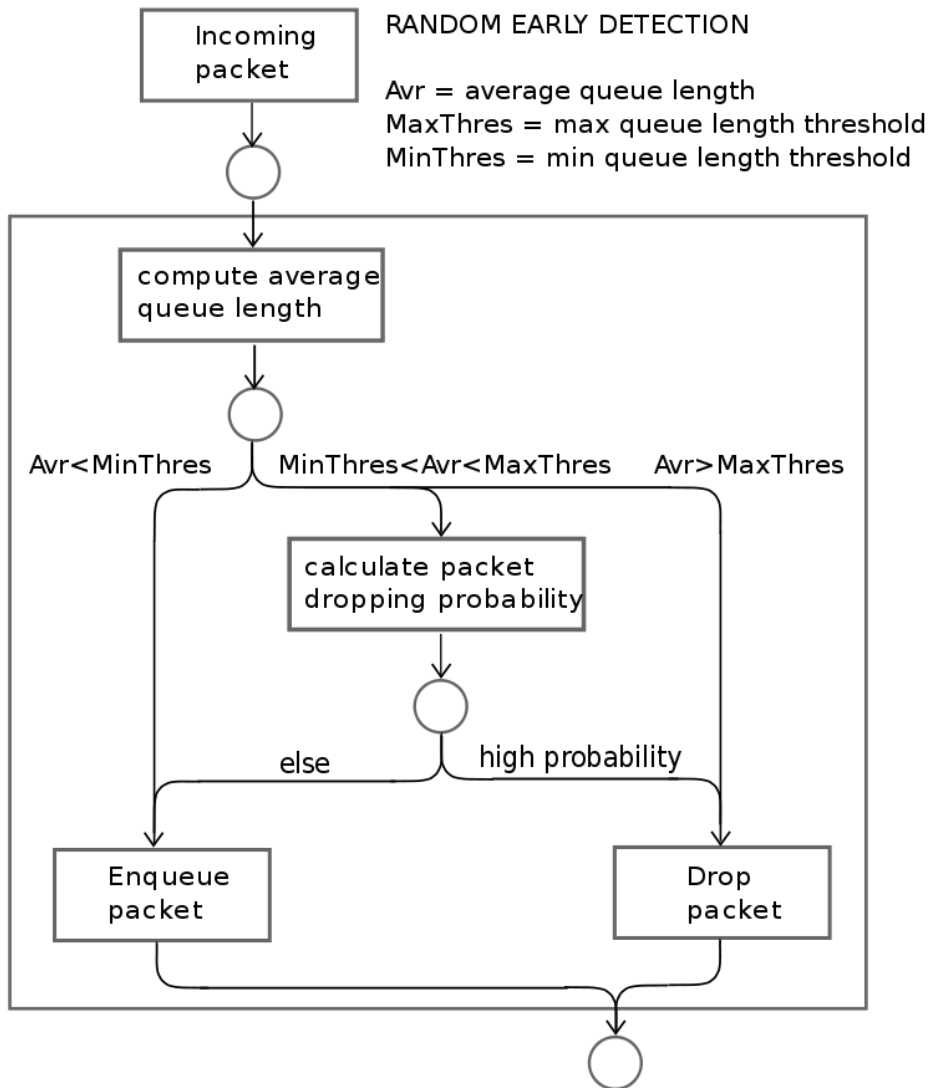 Incoming
packet
RANDOM EARLY DETECTION
Avr = average queue length
MaxThres = max queue length threshold
MinThres = min queue length threshold
compute average
queue length
Avr<MinThres
MinThres<Avr<MaxThres
Avr>MaxThres
calculate packet
dropping probability
else
high probability
Enqueue
packet
Drop
packet